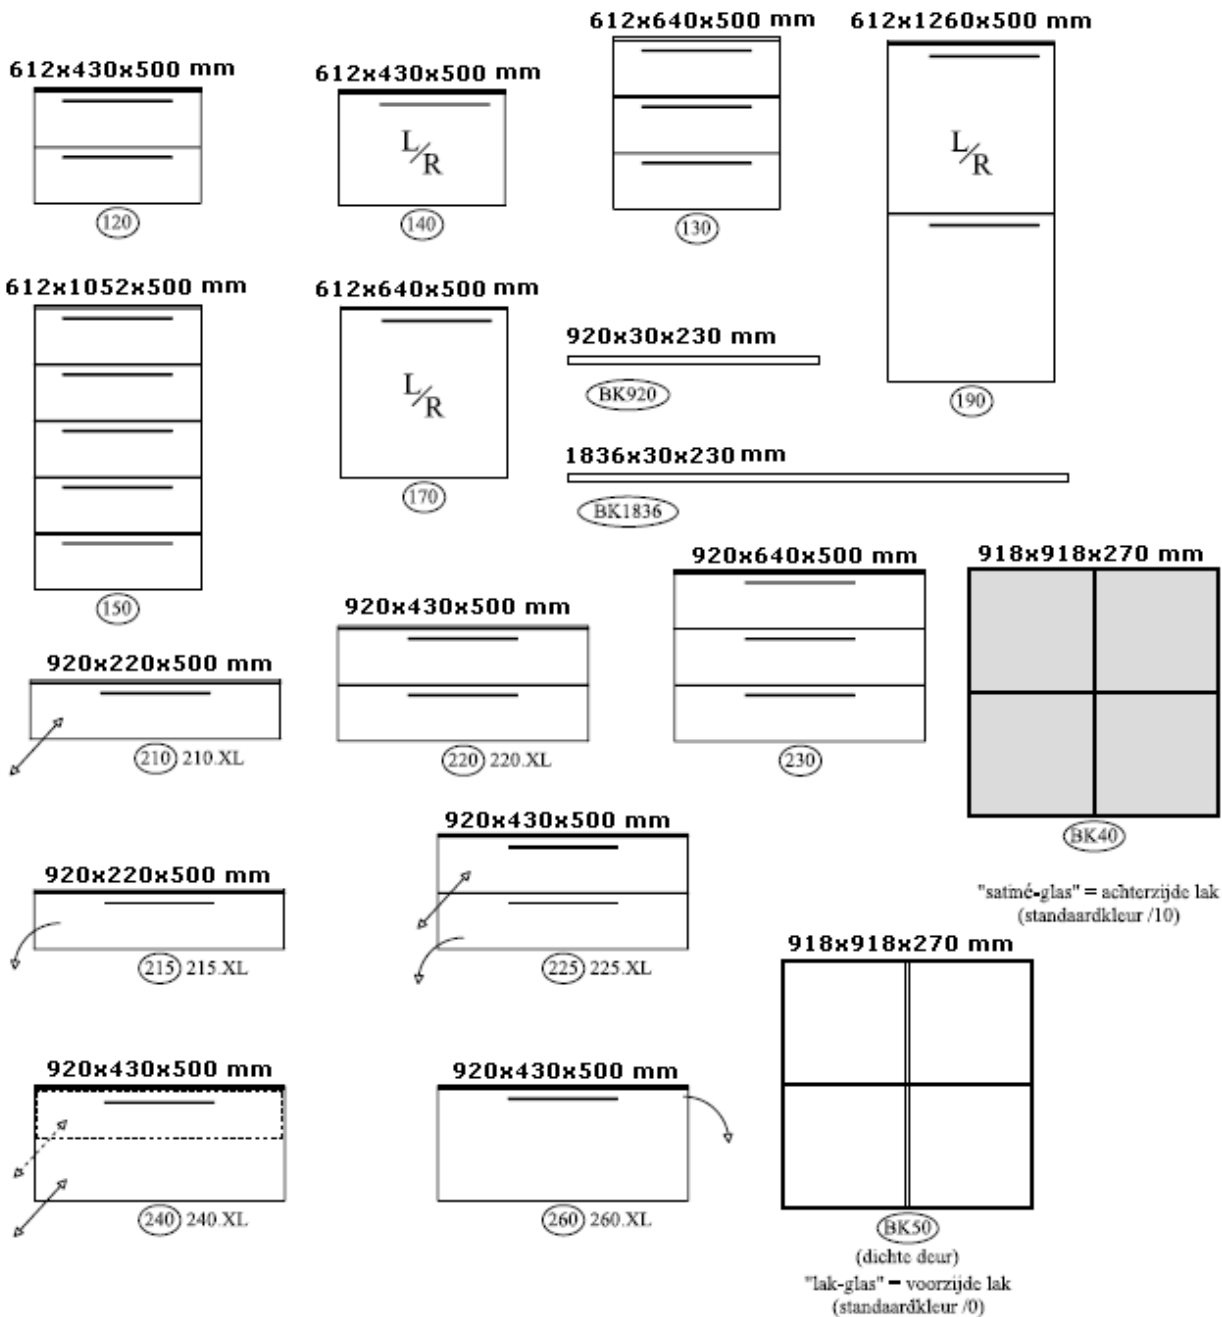 612x430x500 mm
120
612x430x500 mm
L/R
140
612x640x500 mm
130
612x1260x500 mm
L/R
190
612x1052x500 mm
150
612x640x500 mm
L/R
170
920x30x230 mm
BK920
1836x30x230 mm
BK1836
920x220x500 mm
210 210.XL
920x430x500 mm
220 220.XL
920x640x500 mm
230
918x918x270 mm
BK40
"satiné-glas" = achterzijde lak
(standaardkleur /10)
920x220x500 mm
215 215.XL
920x430x500 mm
225 225.XL
918x918x270 mm
BK50
(dichte deur)
"lak-glas" = voorzijde lak
(standaardkleur /0)
920x430x500 mm
240 240.XL
920x430x500 mm
260 260.XL